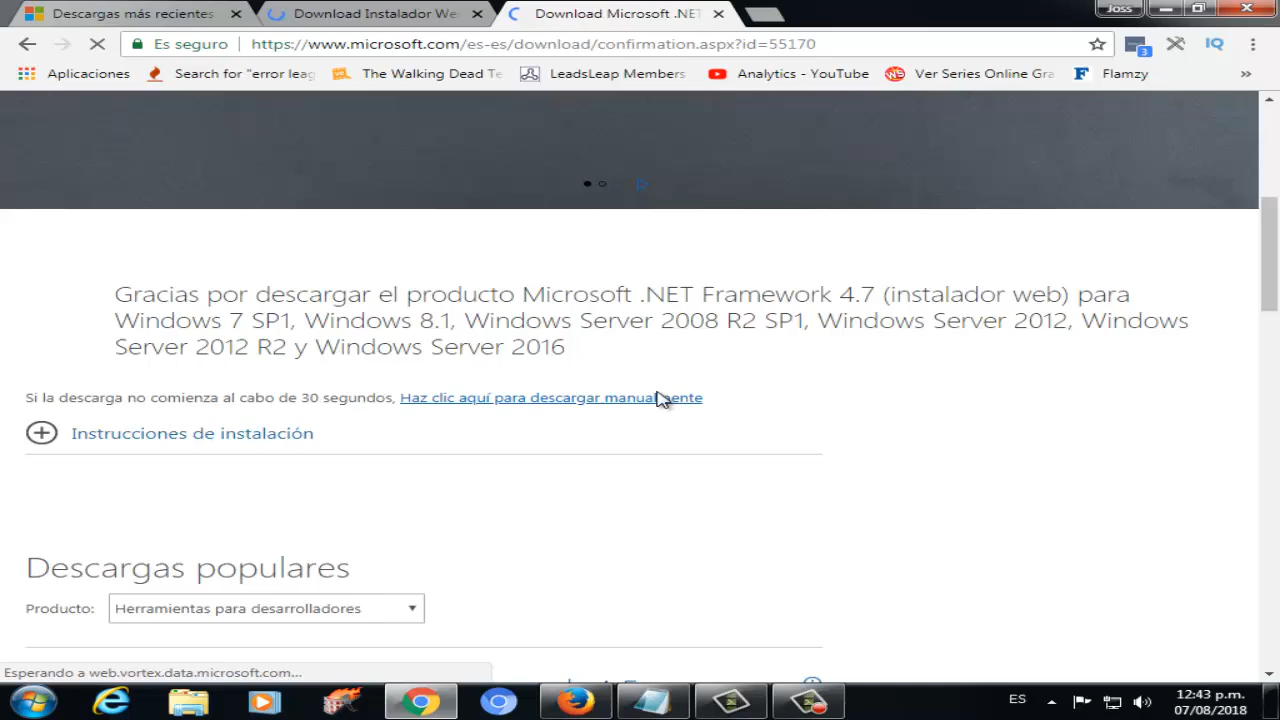 Descargas más recientes
Download Instalador We
Download Microsoft .NET
Joss
Es seguro
https://www.microsoft.com/es-es/download/confirmation.aspx?id=55170
3
IQ
Aplicaciones
Search for "error leag
The Walking Dead Te
LeadsLeap Members
Analytics - YouTube
Ver Series Online Gra
Flamzy
»
Gracias por descargar el producto Microsoft .NET Framework 4.7 (instalador web) para
Windows 7 SP1, Windows 8.1, Windows Server 2008 R2 SP1, Windows Server 2012, Windows
Server 2012 R2 y Windows Server 2016
Si la descarga no comienza al cabo de 30 segundos, Haz clic aquí para descargar manualmente
Instrucciones de instalación
Descargas populares
Producto: Herramientas para desarrolladores
Esperando a web.vortex.data.microsoft.com...
ES
12:43 p.m.
07/08/2018